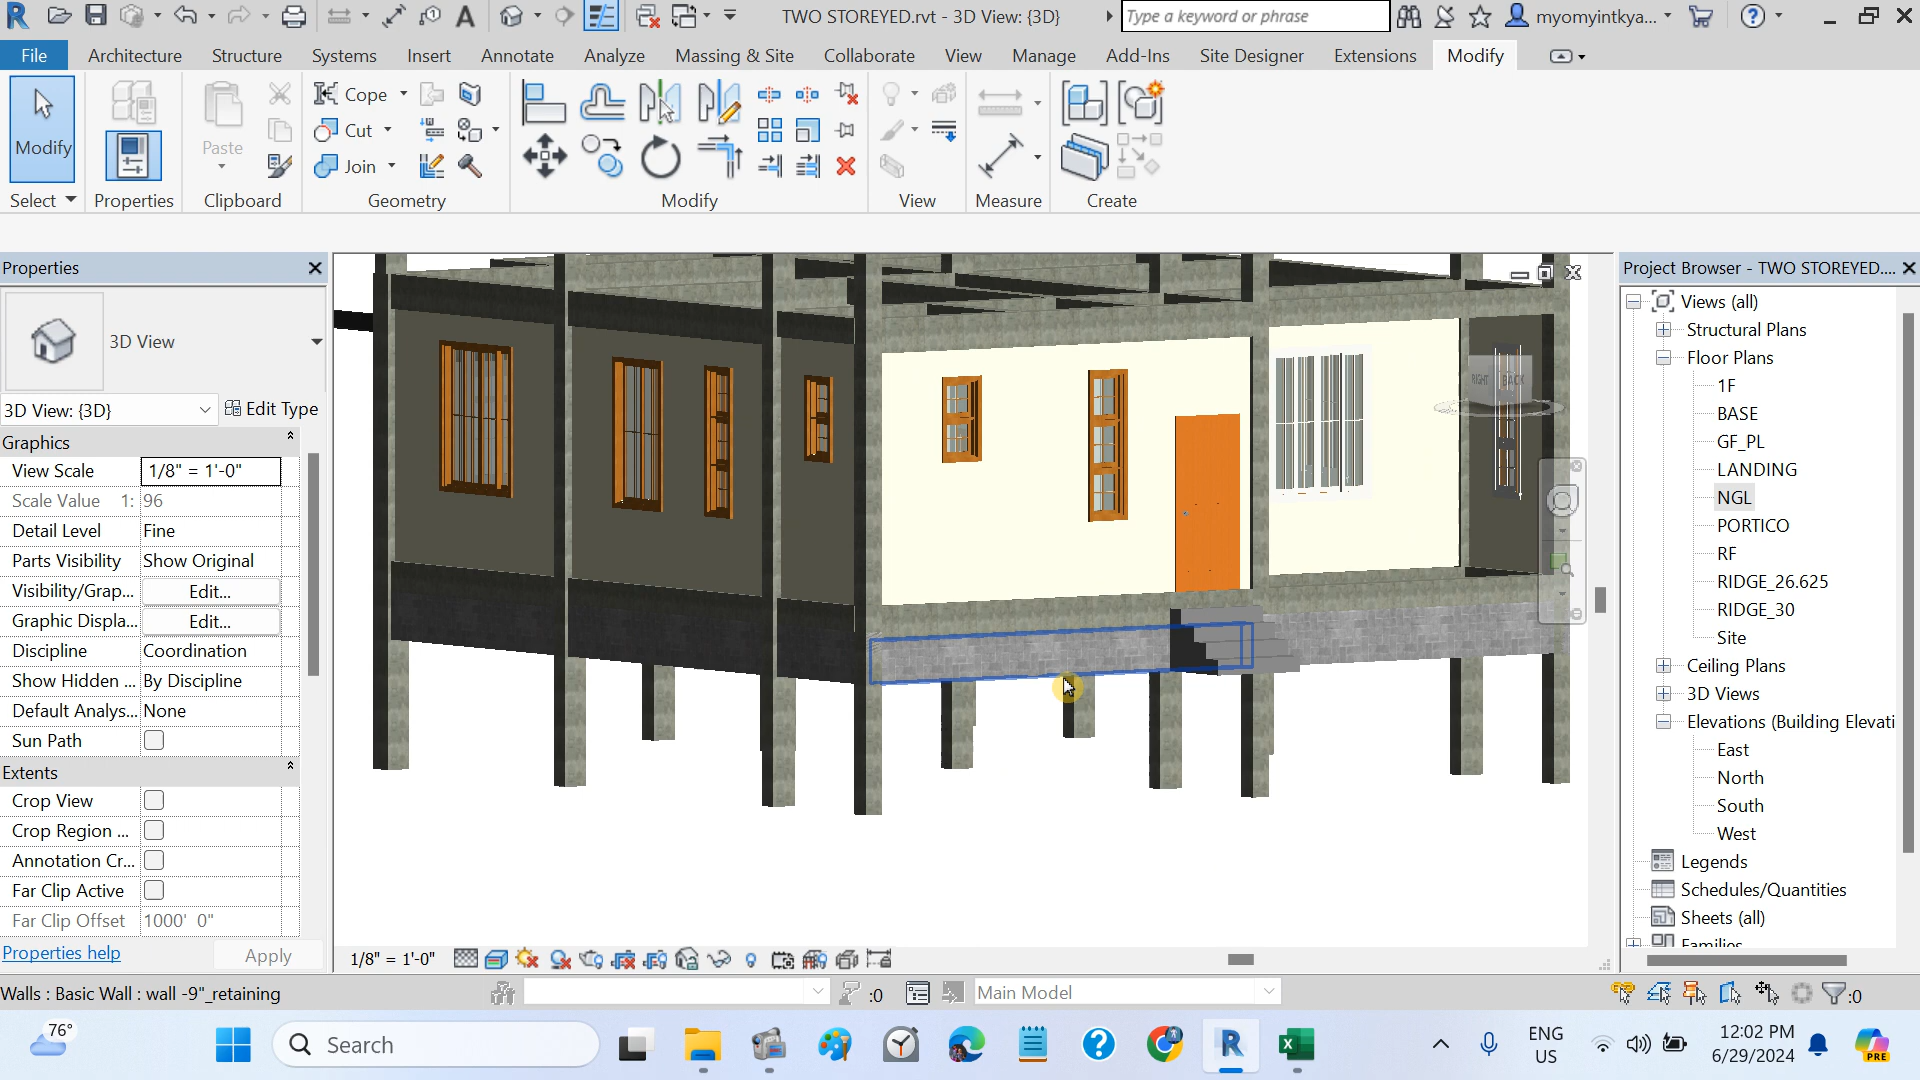 TWO STOREYED.rvt - 3D View: {3D}
Type a keyword or phrase
myomyintkya...
File Architecture Structure Systems Insert Annotate Analyze Massing & Site Collaborate View Manage Add-Ins Site Designer Extensions Modify
Modify
Paste
Cope
Cut
Join
Select Properties Clipboard Geometry Modify View Measure Create
Properties
3D View
3D View: {3D}
Edit Type
Graphics
View Scale 1/8" = 1'-0"
Scale Value 1: 96
Detail Level Fine
Parts Visibility Show Original
Visibility/Grap... Edit...
Graphic Displa... Edit...
Discipline Coordination
Show Hidden ... By Discipline
Default Analys... None
Sun Path
Extents
Crop View
Crop Region ...
Annotation Cr...
Far Clip Active
Far Clip Offset 1000' 0"
Properties help
Apply
RIGHT BACK
Project Browser - TWO STOREYED....
Views (all)
Structural Plans
Floor Plans
1F
BASE
GF_PL
LANDING
NGL
PORTICO
RF
RIDGE_26.625
RIDGE_30
Site
Ceiling Plans
3D Views
Elevations (Building Elevati
East
North
South
West
Legends
Schedules/Quantities
Sheets (all)
Families
1/8" = 1'-0"
Walls : Basic Wall : wall -9"_retaining
:0
Main Model
:0
76°
Search
ENG
US
12:02 PM
6/29/2024
PRE